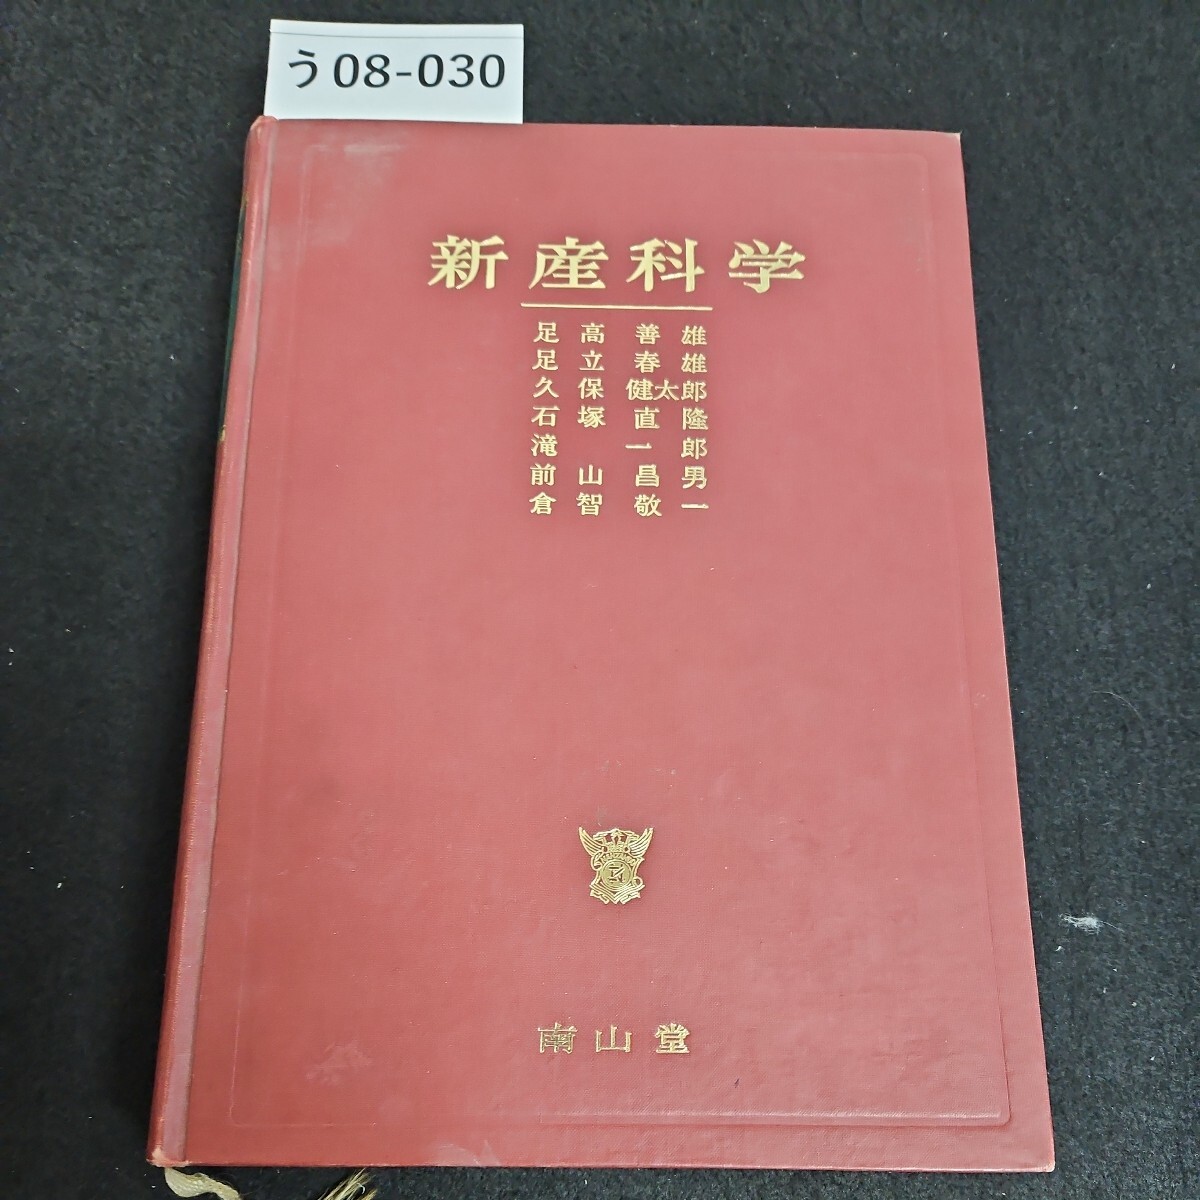 う08-030
新産科学
足高善雄
足立春雄
久保健太郎
石塚直隆
滝一郎
前山昌男
倉智敬一
南山堂